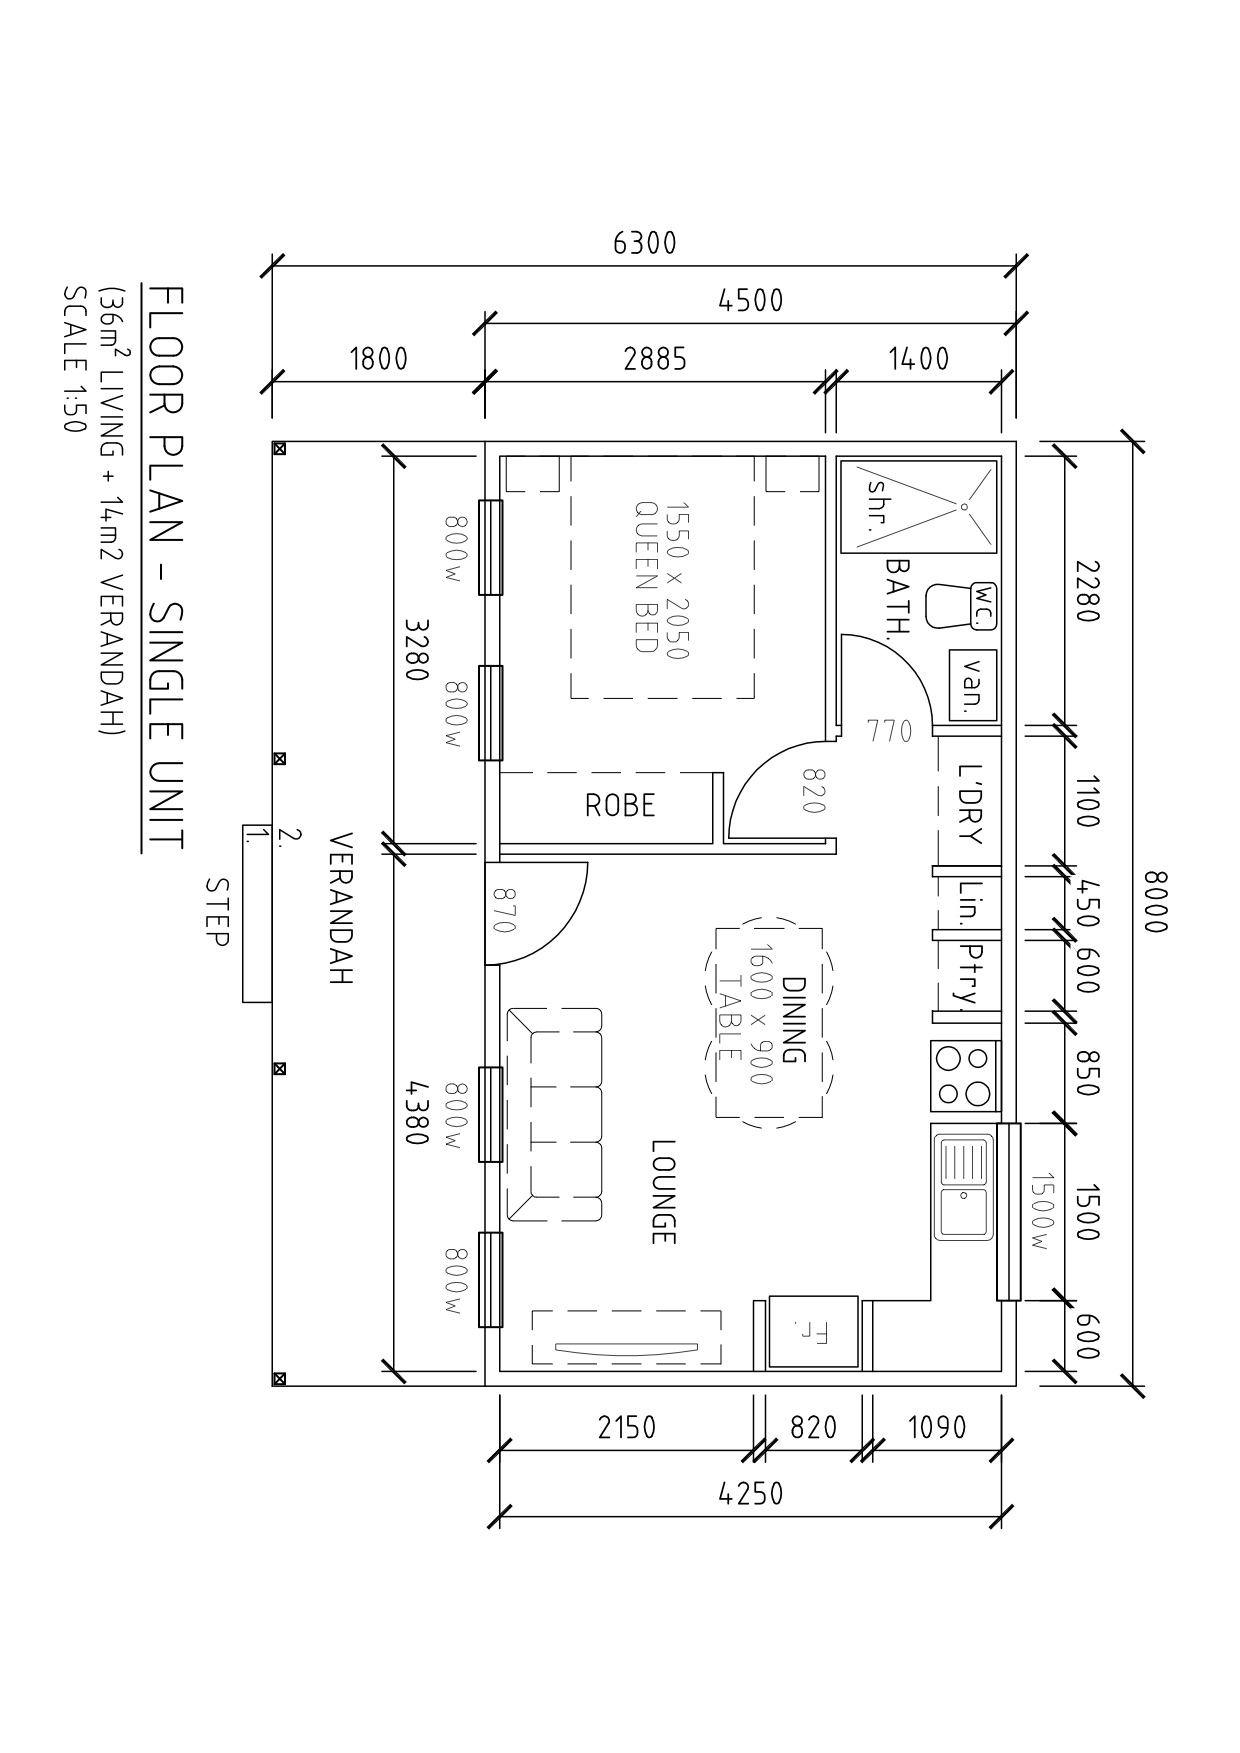 8000
2280
1100
450
600
850
1500
600
1500w
6300
4500
1800
2885
1400
shr.
BATH.
WC.
van.
770
L'DRY
Lin.
Ptry.
1550 x 2050
QUEEN BED
820
ROBE
DINING
1600 x 900
TABLE
LOUNGE
Fr.
870
1090
820
2150
4250
800w
800w
800w
800w
3280
4380
VERANDAH
2.
1.
STEP
FLOOR PLAN - SINGLE UNIT
(36m² LIVING + 14m2 VERANDAH)
SCALE 1:50